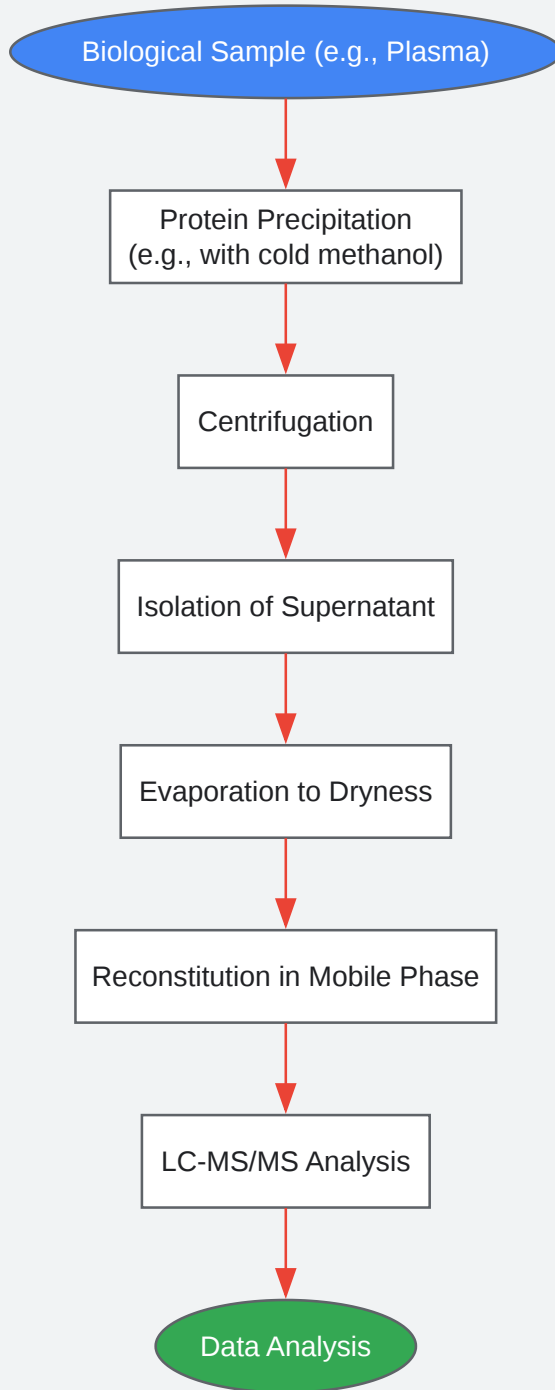 Biological Sample (e.g., Plasma)
Protein Precipitation
(e.g., with cold methanol)
Centrifugation
Isolation of Supernatant
Evaporation to Dryness
Reconstitution in Mobile Phase
LC-MS/MS Analysis
Data Analysis